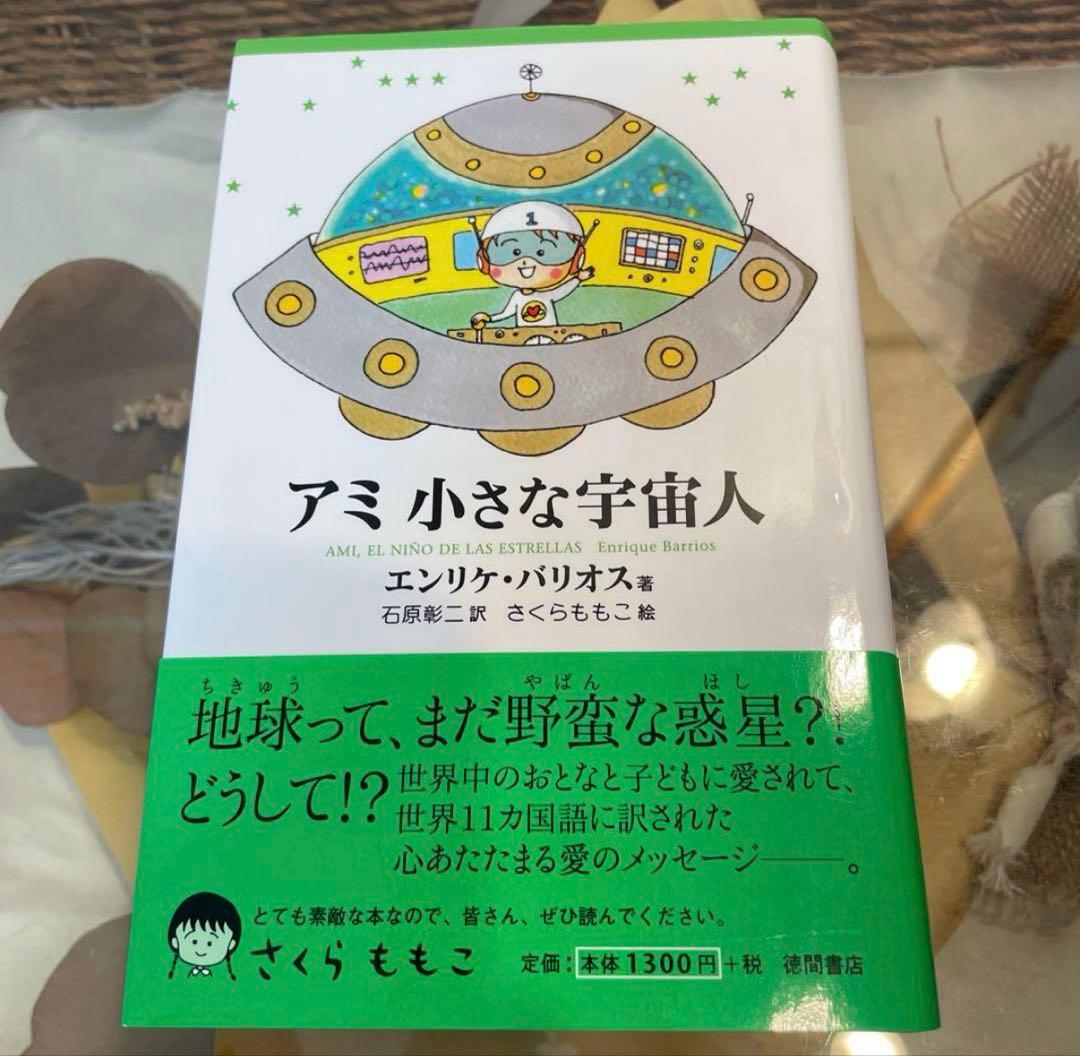 1
アミ 小さな宇宙人
AMI, EL NIÑO DE LAS ESTRELLAS Enrique Barrios
エンリケ・バリオス著
石原彰二訳 さくらももこ絵
ちきゅう やばん ほし
地球って、まだ野蛮な惑星?!
どうして!?
世界中のおとなと子どもに愛されて、
世界11カ国語に訳された
心あたたまる愛のメッセージ――。
とても素敵な本なので、皆さん、ぜひ読んでください。
さくらももこ
定価:本体1300円+税 徳間書店